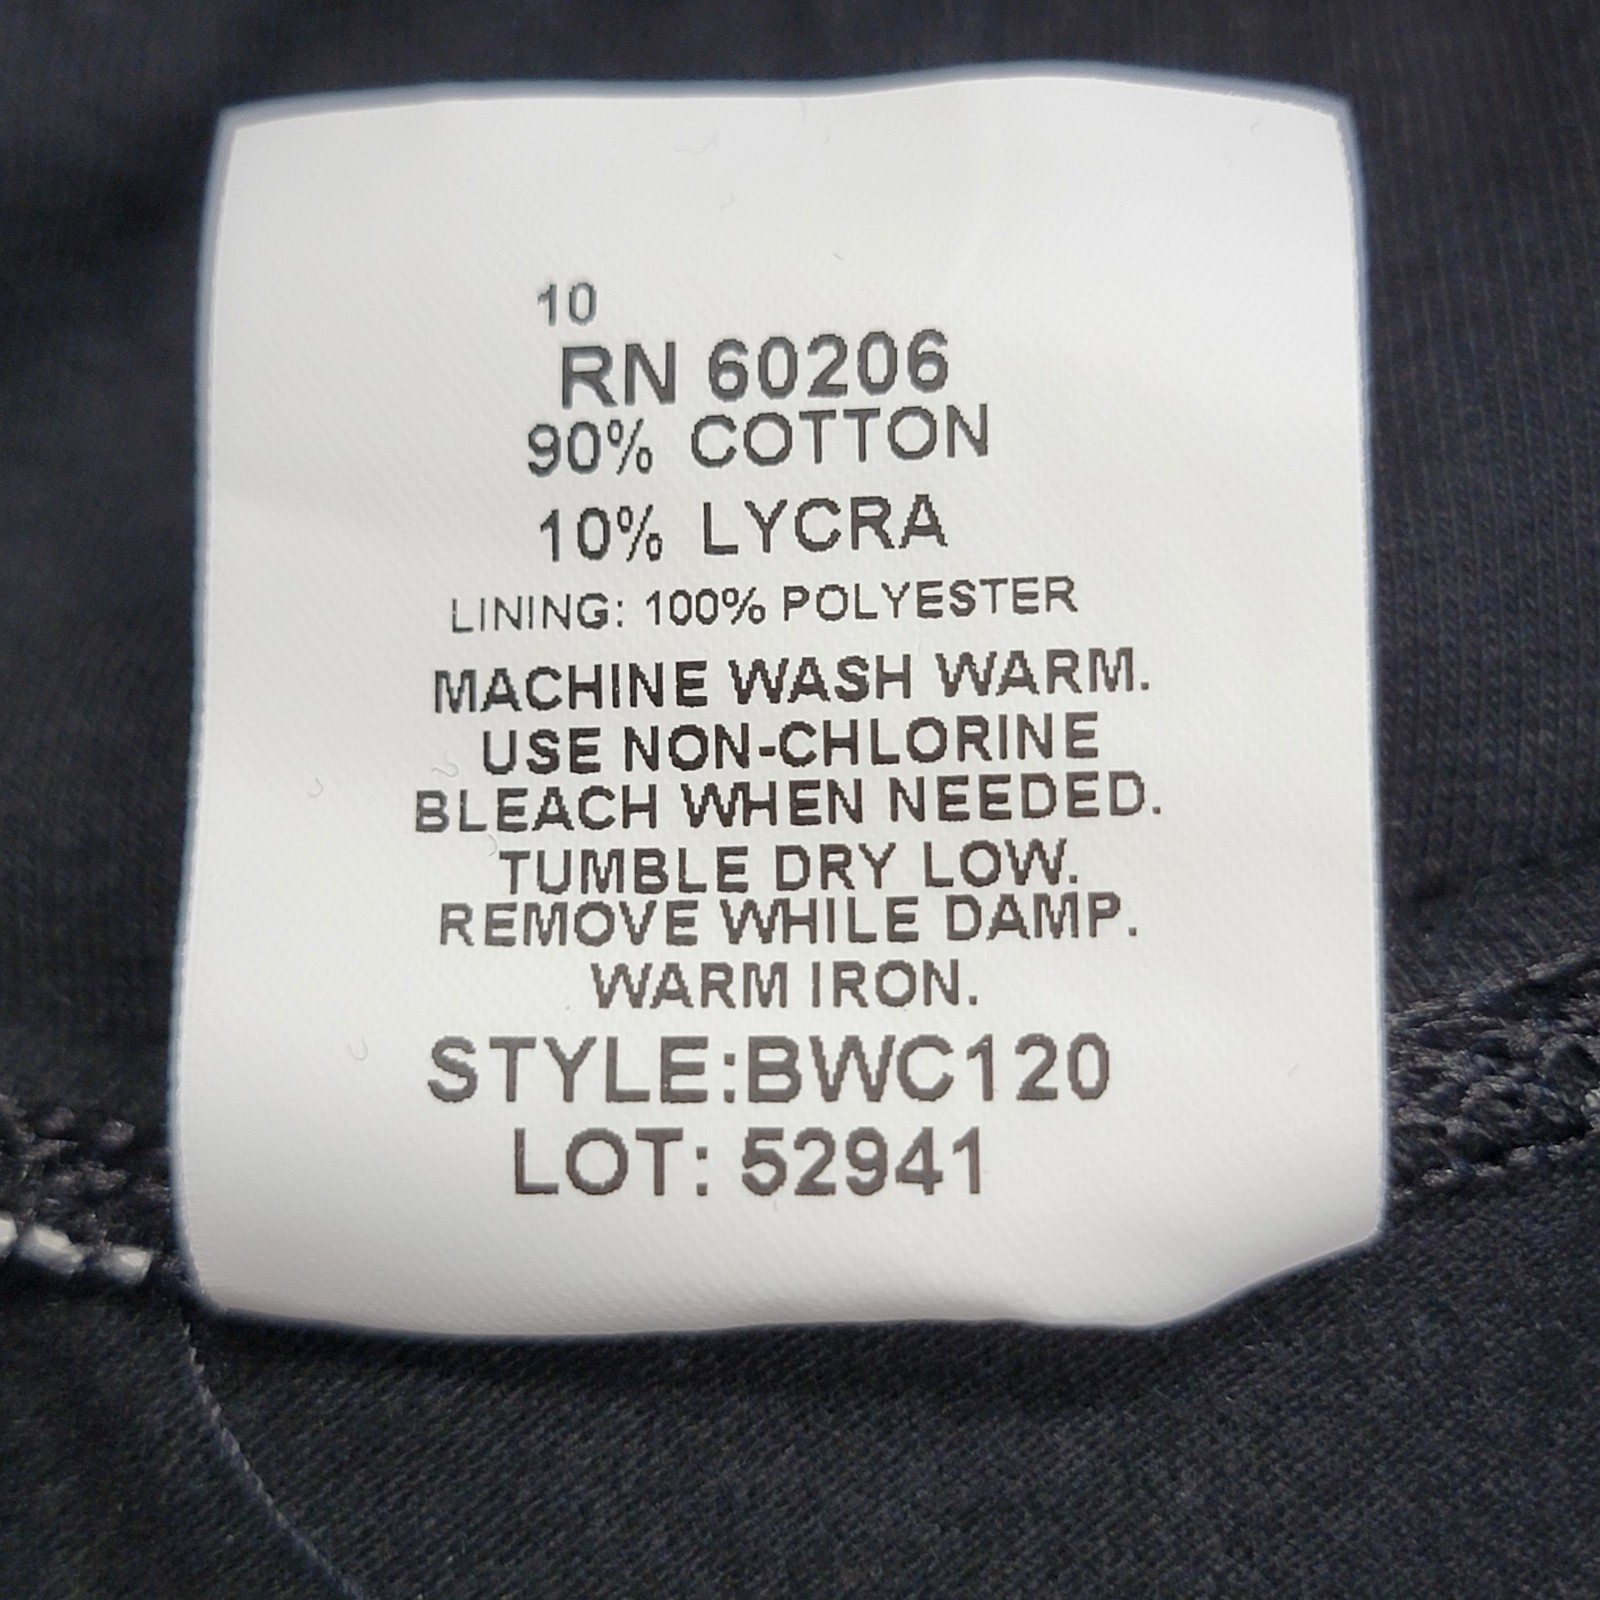 10
RN 60206
90% COTTON
10% LYCRA
LINING: 100% POLYESTER
MACHINE WASH WARM.
USE NON-CHLORINE
BLEACH WHEN NEEDED.
TUMBLE DRY LOW.
REMOVE WHILE DAMP.
WARM IRON.
STYLE:BWC120
LOT: 52941